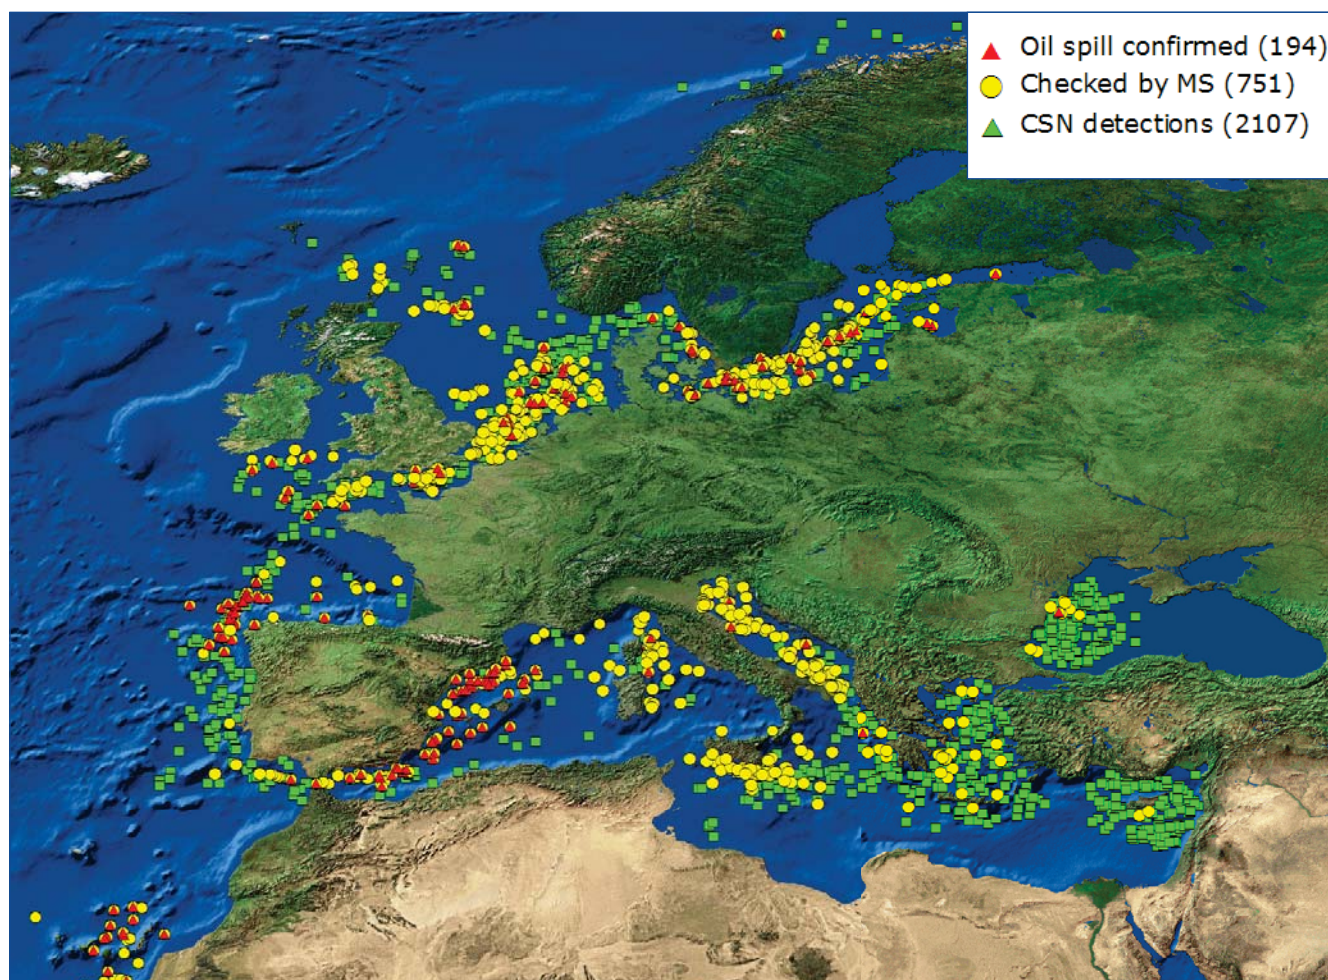 Oil spill confirmed (194)
Checked by MS (751)
CSN detections (2107)